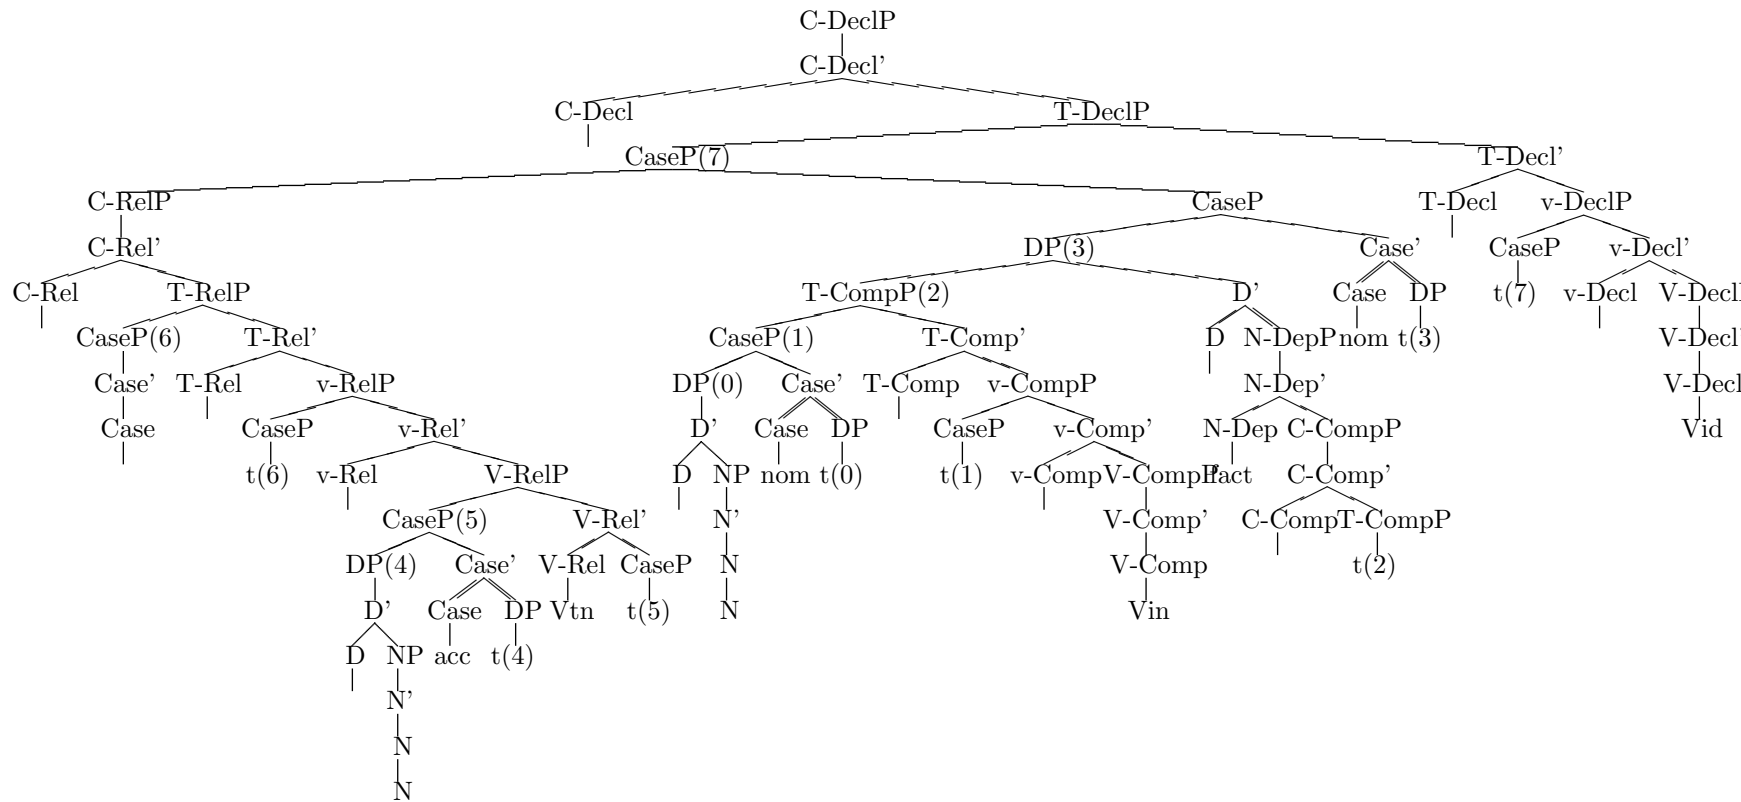 C-DeclP
C-Decl'
C-Decl T-DeclP
CaseP(7) T-Decl'
C-RelP CaseP T-Decl v-DeclP
C-Rel' DP(3) Case' CaseP v-Decl'
C-Rel T-RelP T-CompP(2) D' Case DP t(7) v-Decl V-Decl
CaseP(6) T-Rel' CaseP(1) T-Comp' D N-DepP nom t(3) V-Decl'
Case' T-Rel v-RelP DP(0) Case' T-Comp v-CompP N-Dep' V-Decl
Case CaseP v-Rel' D' Case DP CaseP v-Comp' N-Dep C-CompP Vid
t(6) v-Rel V-RelP D NP nom t(0) t(1) v-Comp V-CompP fact C-Comp'
CaseP(5) V-Rel' N' V-Comp' C-Comp T-CompP
DP(4) Case' V-Rel CaseP N V-Comp t(2)
D' Case DP Vtn t(5) N Vin
D NP acc t(4)
N'
N
N